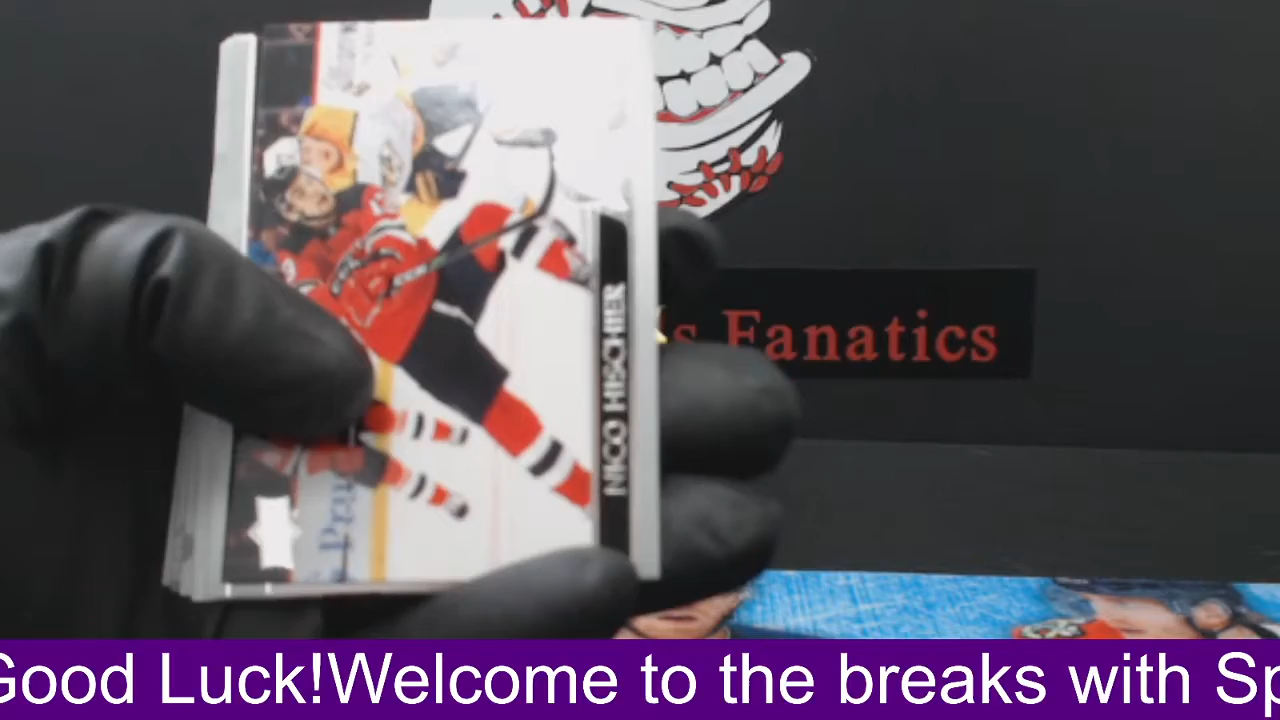 NICO HISCHIER
s Fanatics
Good Luck!Welcome to the breaks with Sp